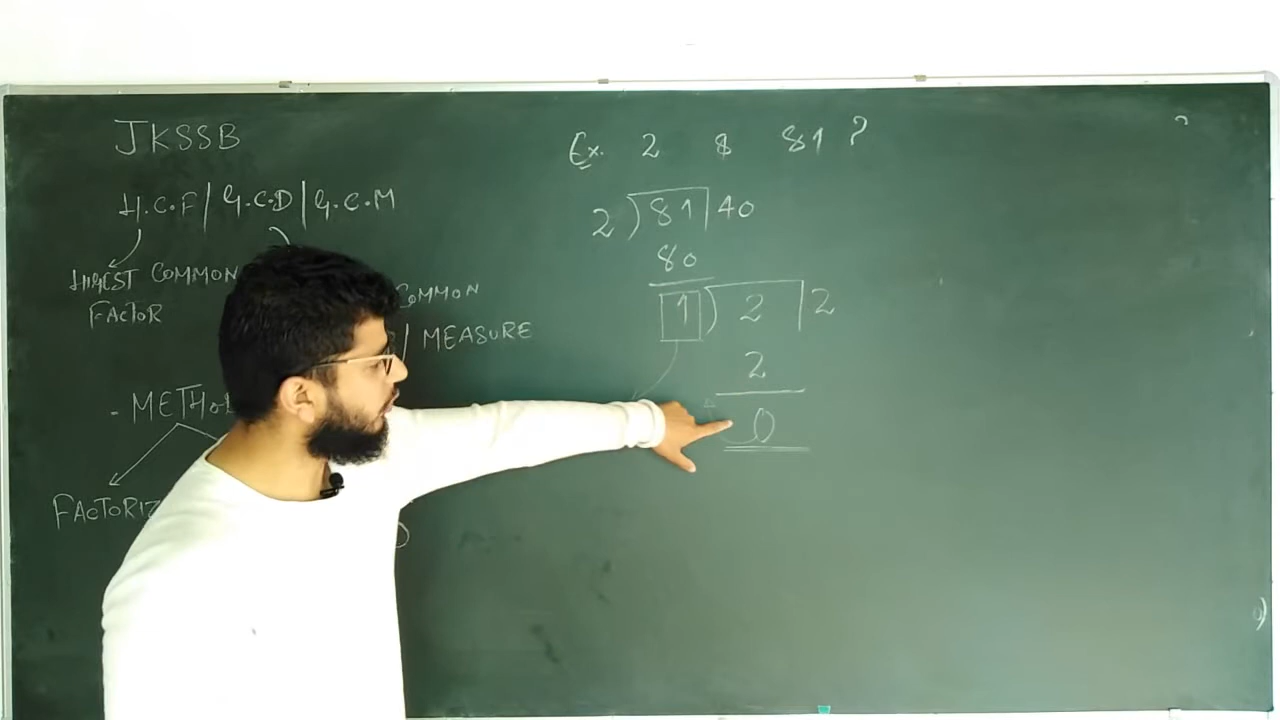 JKSSB
H.C.F/G.C.D/G.C.M
HIGEST COMMON
FACTOR
COMMON
/ MEASURE
- METHO
FACTORIZ
Ex. 2 8 81 ?
2)81|40
80
1)2|2
2
0